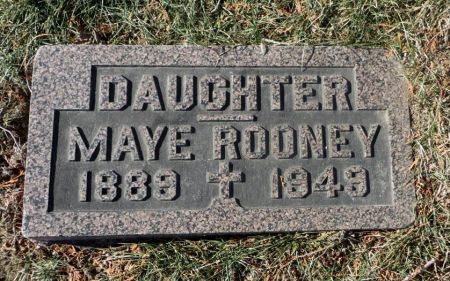 DAUGHTER
MAYE ROONEY
1889 ✝ 1949